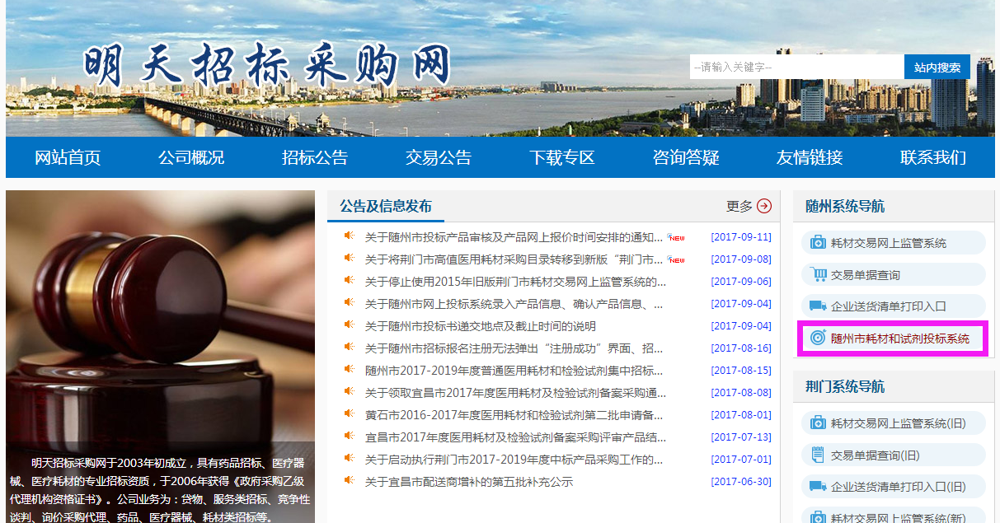 明天招标采购网
--请输入关键字--
站内搜索
网站首页 公司概况 招标公告 交易公告 下载专区 咨询答疑 友情链接 联系我们
公告及信息发布 更多
关于随州市投标产品审核及产品网上报价时间安排的通知... NEW [2017-09-11]
关于将荆门市高值医用耗材采购目录转移到新版“荆门市... NEW [2017-09-08]
关于停止使用2015年旧版荆门市耗材交易网上监管系统的... [2017-09-06]
关于随州市网上投标系统录入产品信息、确认产品信息、... [2017-09-04]
关于随州市投标书递交地点及截止时间的说明 [2017-09-04]
关于随州市招标报名注册无法弹出“注册成功”界面、招... [2017-08-16]
随州市2017-2019年度普通医用耗材和检验试剂集中招标... [2017-08-15]
关于领取宜昌市2017年度医用耗材及检验试剂备案采购通... [2017-08-08]
黄石市2016-2017年度医用耗材和检验试剂第二批申请备... [2017-08-01]
宜昌市2017年度医用耗材及检验试剂备案采购评审产品结... [2017-07-13]
关于启动执行荆门市2017-2019年度中标产品采购工作的... [2017-07-01]
关于宜昌市配送商增补的第五批补充公示 [2017-06-30]
明天招标采购网于2003年初成立，具有药品招标、医疗器
械、医疗耗材的专业招标资质，于2006年获得《政府采购乙级
代理机构资格证书》。公司业务为：贷物、服务类招标、竞争性
谈判、询价采购代理、药品、医疗器械、耗材类招标等。
随州系统导航
耗材交易网上监管系统
交易单据查询
企业送货清单打印入口
随州市耗材和试剂投标系统
荆门系统导航
耗材交易网上监管系统(旧)
交易单据查询(旧)
企业送货清单打印入口(旧)
耗材交易网上监管系统(新)